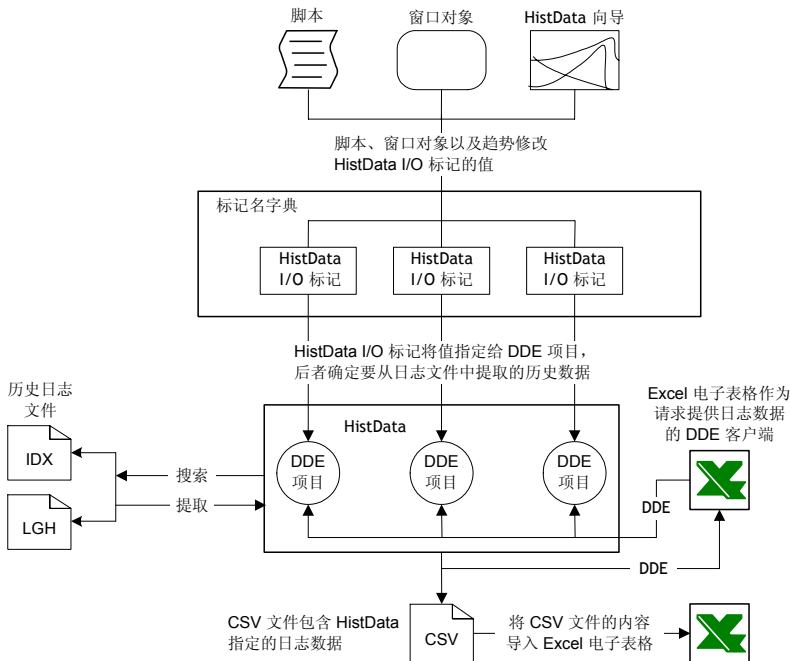 脚本
窗口对象
HistData 向导
脚本、窗口对象以及趋势修改
HistData I/O 标记的值
标记名字典
HistData
I/O 标记
HistData
I/O 标记
HistData
I/O 标记
HistData I/O 标记将值指定给 DDE 项目，
后者确定要从日志文件中提取的历史数据
历史日志
文件
IDX
LGH
搜索
提取
HistData
DDE
项目
DDE
项目
DDE
项目
Excel 电子表格作为
请求提供日志数据
的 DDE 客户端
DDE
DDE
CSV 文件包含 HistData
指定的日志数据
CSV
将 CSV 文件的内容
导入 Excel 电子表格